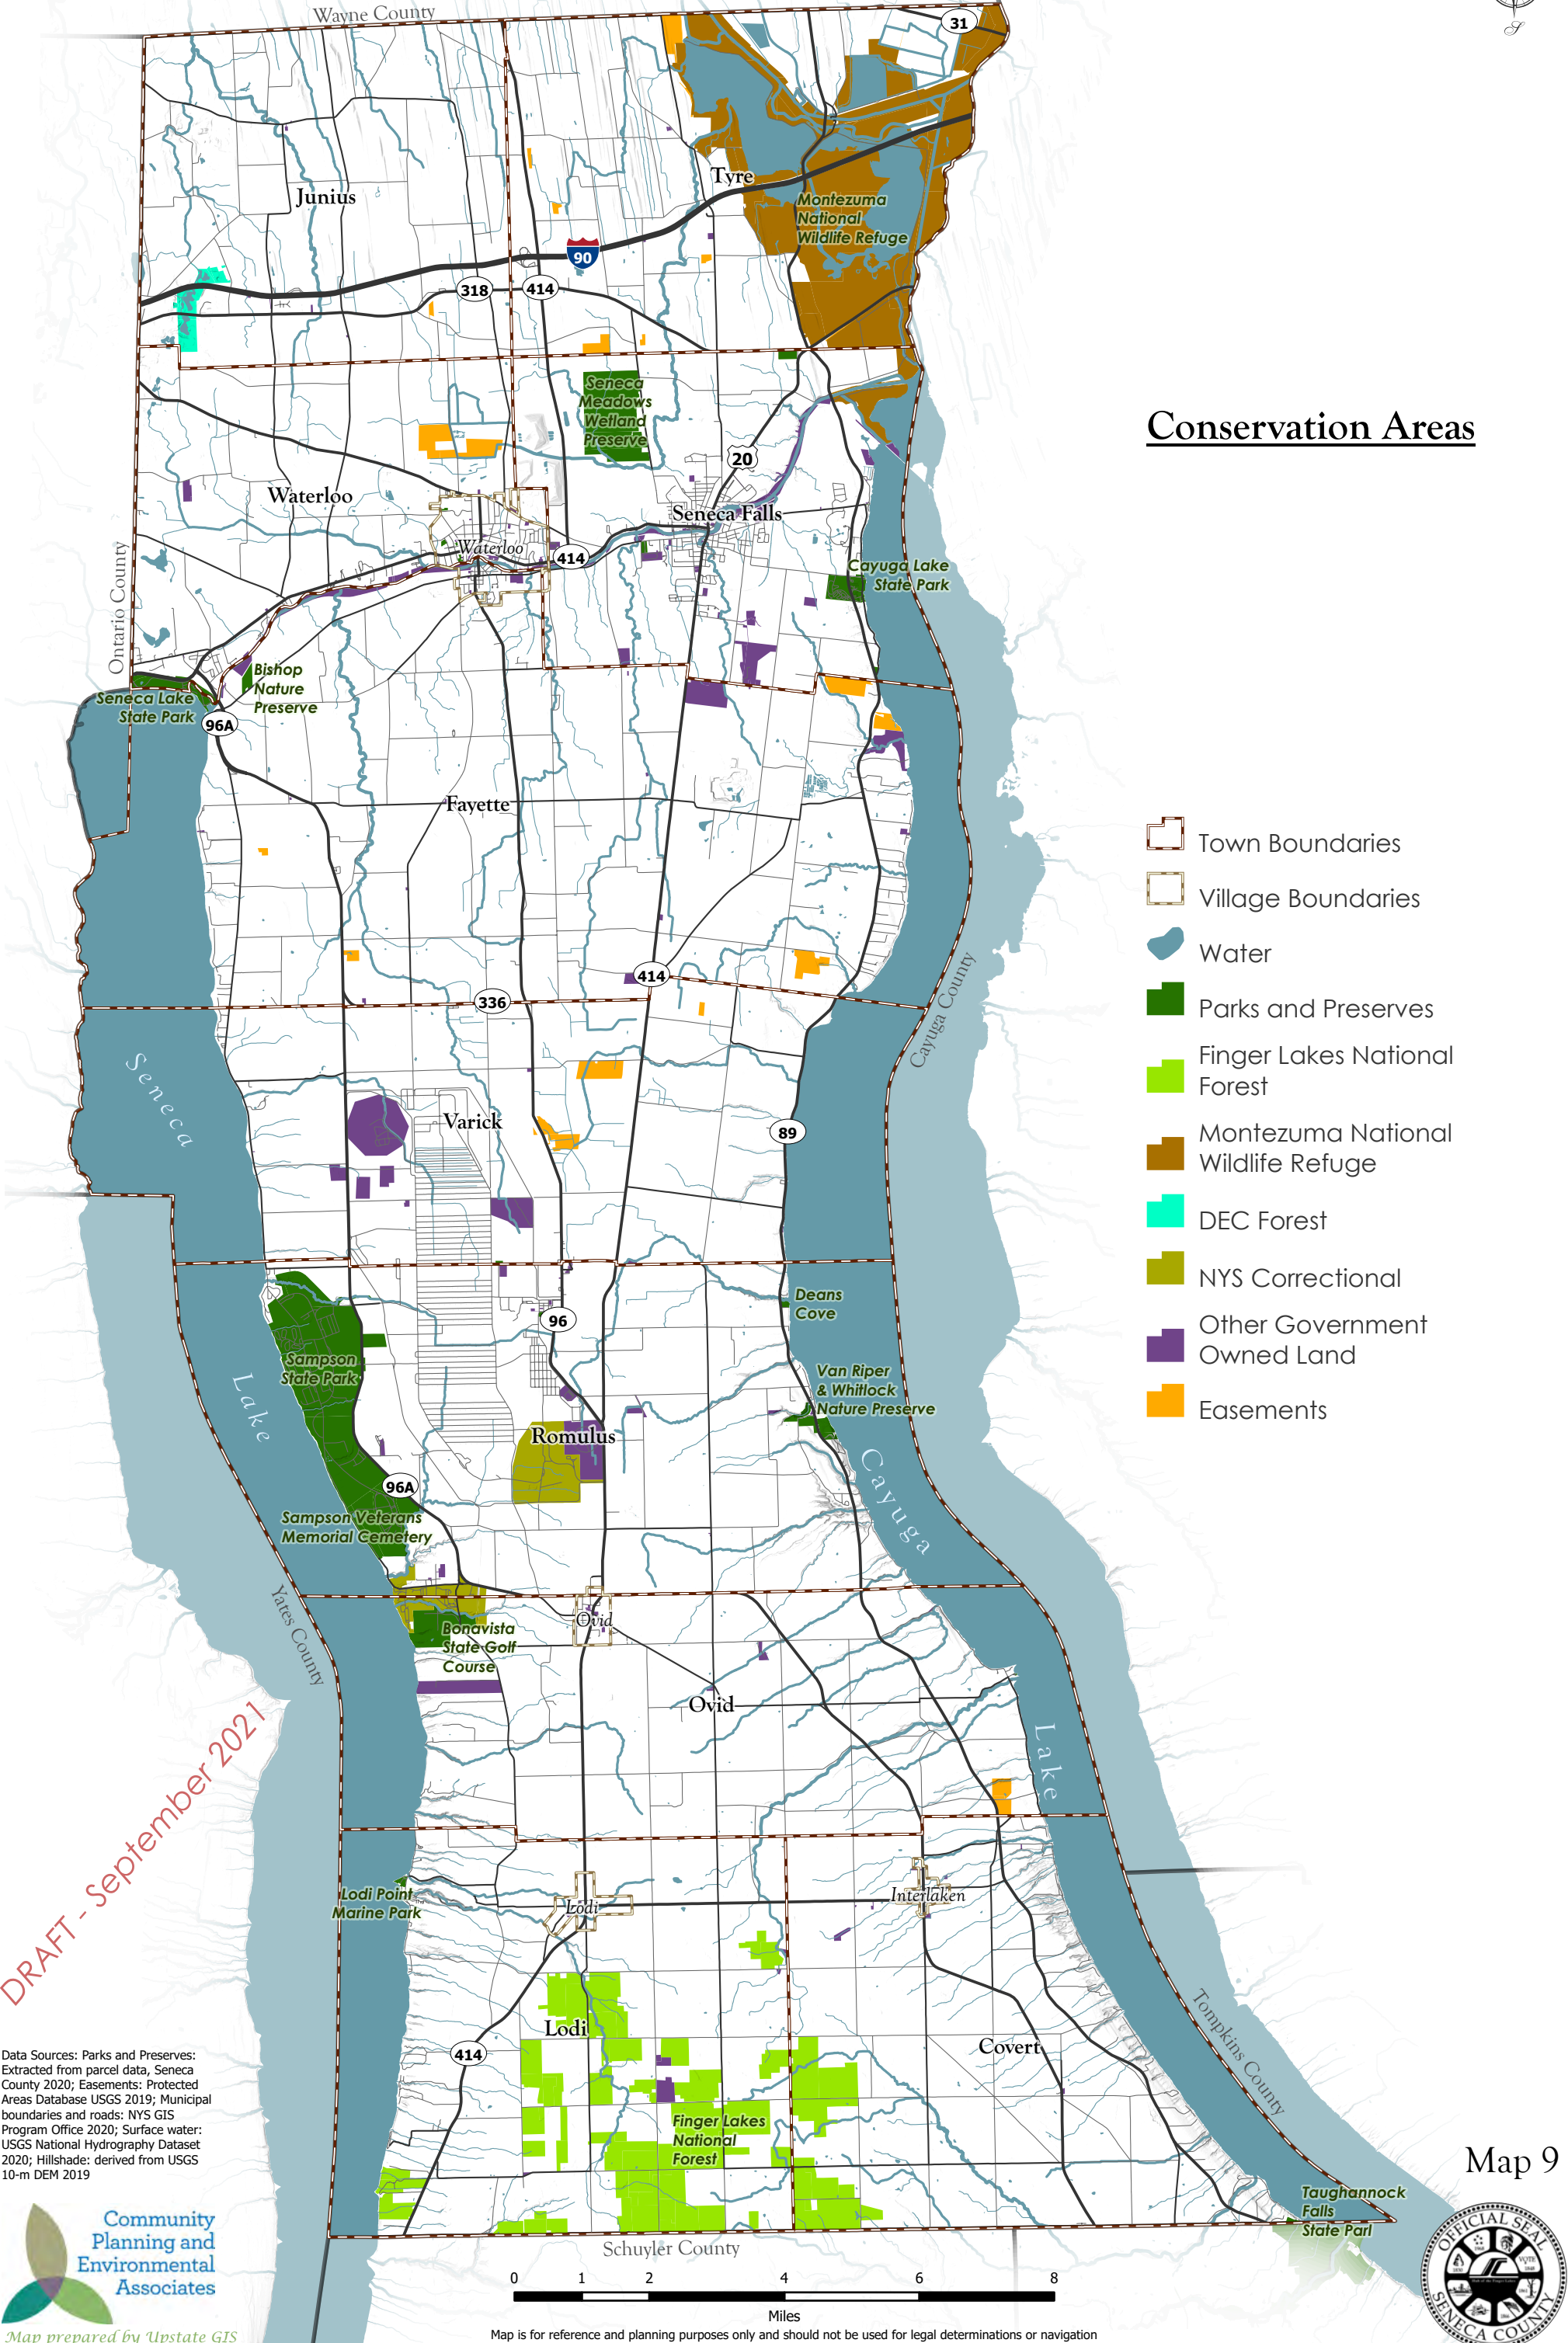 Wayne County
31
S
Junius
Tyre
Montezuma
National
Wildlife Refuge
90
318
414
Seneca
Meadows
Wetland
Preserve
20
Conservation Areas
Waterloo
Seneca Falls
Waterloo
414
Ontario County
Cayuga Lake
State Park
Bishop
Nature
Preserve
Seneca Lake
State Park
96A
Fayette
Town Boundaries
Village Boundaries
Water
Parks and Preserves
Finger Lakes National
Forest
Montezuma National
Wildlife Refuge
DEC Forest
NYS Correctional
Other Government
Owned Land
Easements
414
336
Cayuga County
Seneca
Varick
89
Deans
Cove
96
Sampson
State Park
Lake
Van Riper
& Whitlock
Nature Preserve
Romulus
Cayuga
96A
Sampson Veterans
Memorial Cemetery
Yates County
Ovid
Bonavista
State Golf
Course
Ovid
Lake
DRAFT - September 2021
Lodi Point
Marine Park
Lodi
Interlaken
Tompkins County
Lodi
414
Covert
Finger Lakes
National
Forest
Data Sources: Parks and Preserves:
Extracted from parcel data, Seneca
County 2020; Easements: Protected
Areas Database USGS 2019; Municipal
boundaries and roads: NYS GIS
Program Office 2020; Surface water:
USGS National Hydrography Dataset
2020; Hillshade: derived from USGS
10-m DEM 2019
Map 9
Taughannock
Falls
State Parl
Community
Planning and
Environmental
Associates
Map prepared by Upstate GIS
Schuyler County
0 1 2 4 6 8
Miles
Map is for reference and planning purposes only and should not be used for legal determinations or navigation
OFFICIAL SEAL
SENECA COUNTY
VOTE